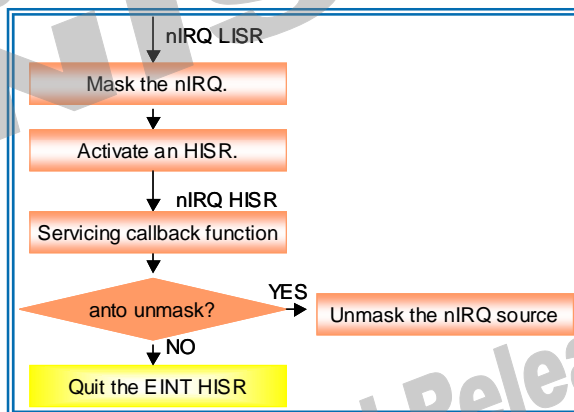 nIRQ LISR
Mask the nIRQ.
Activate an HISR.
nIRQ HISR
Servicing callback function
anto unmask?
YES
Unmask the nIRQ source
NO
Quit the EINT HISR